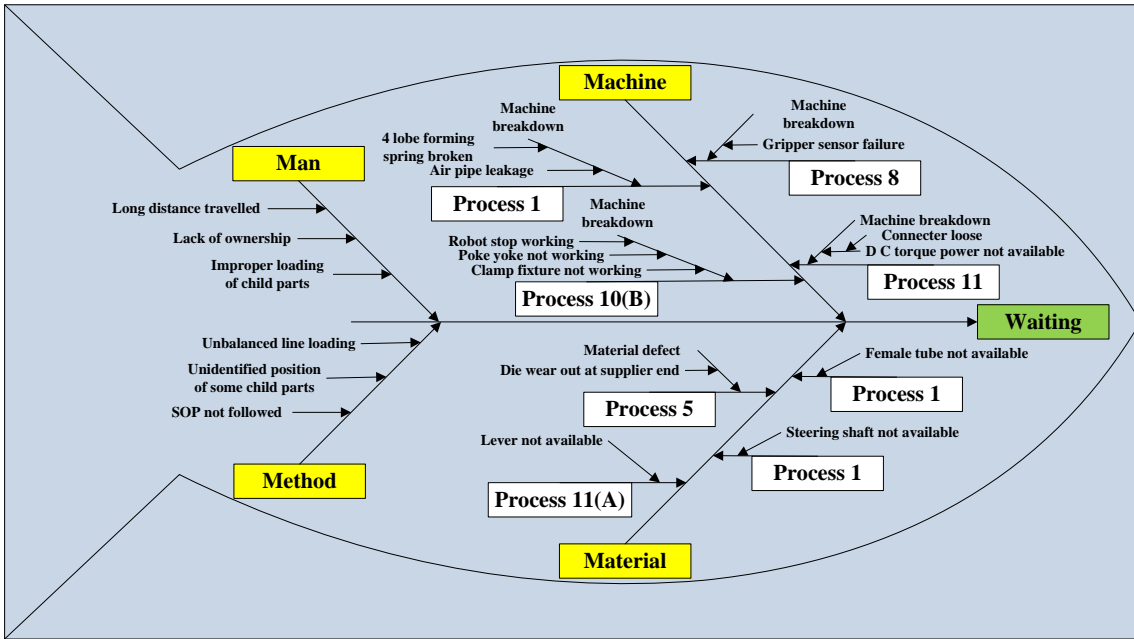 Machine
Man
Machine
breakdown
4 lobe forming
spring broken
Air pipe leakage
Process 1
Machine
breakdown
Gripper sensor failure
Process 8
Long distance travelled
Lack of ownership
Improper loading
of child parts
Machine
breakdown
Robot stop working
Poke yoke not working
Clamp fixture not working
Process 10(B)
Machine breakdown
Connecter loose
D C torque power not available
Process 11
Waiting
Unbalanced line loading
Unidentified position
of some child parts
SOP not followed
Method
Material defect
Die wear out at supplier end
Process 5
Female tube not available
Process 1
Lever not available
Process 11(A)
Steering shaft not available
Process 1
Material